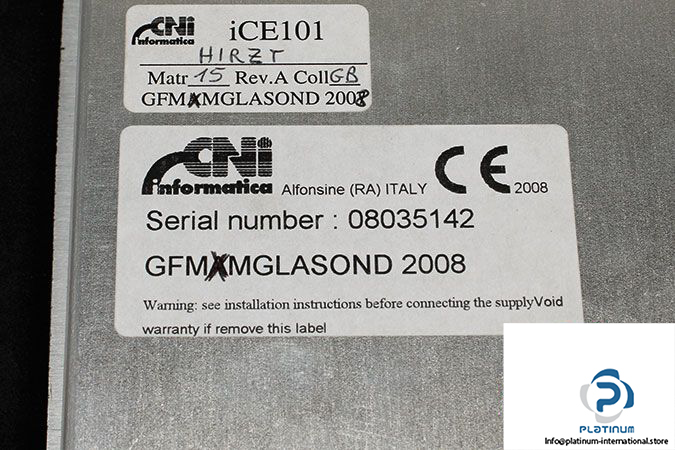 CNi informatica iCE101
HIRZT
Matr 15 Rev.A Coll GB
GFMAMGLASOND 2008
CNi informatica Alfonsine (RA) ITALY CE 2008
Serial number : 08035142
GFMAMGLASOND 2008
Warning: see installation instructions before connecting the supplyVoid
warranty if remove this label
PLATINUM
info@platinum-international.store